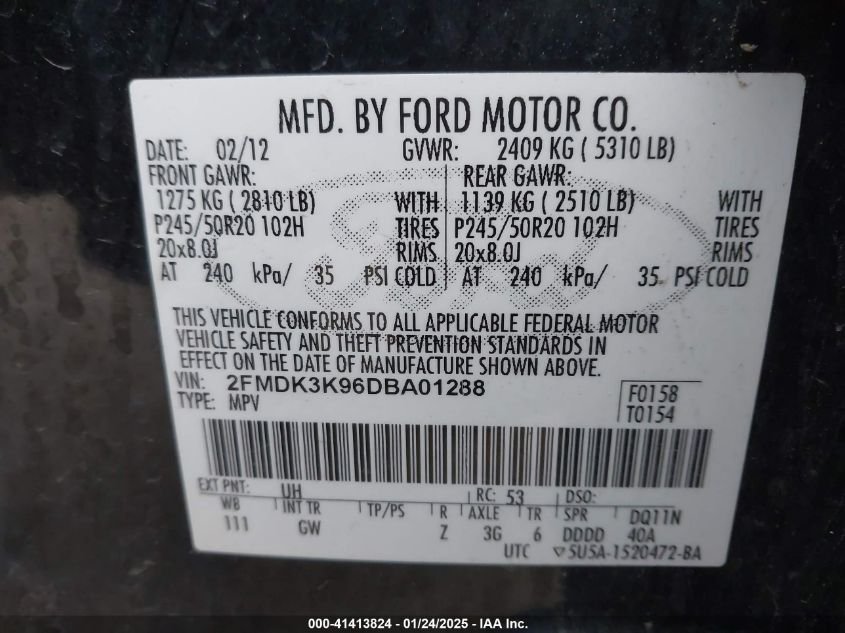 MFD. BY FORD MOTOR CO.
DATE: 02/12 GVWR: 2409 KG ( 5310 LB)
FRONT GAWR: REAR GAWR:
1275 KG ( 2810 LB) WITH 1139 KG ( 2510 LB) WITH
P245/50R20 102H TIRES P245/50R20 102H TIRES
20x8.0J RIMS 20x8.0J RIMS
AT 240 kPa/ 35 PSI COLD AT 240 kPa/ 35 PSI COLD
Ford
THIS VEHICLE CONFORMS TO ALL APPLICABLE FEDERAL MOTOR
VEHICLE SAFETY AND THEFT PREVENTION STANDARDS IN
EFFECT ON THE DATE OF MANUFACTURE SHOWN ABOVE.
VIN: 2FMDK3K96DBA01288 F0158
TYPE: MPV T0154
EXT PNT: UH RC: 53 DSO:
WB INT TR TP/PS R AXLE TR SPR DQ11N
111 GW Z 3G 6 DDDD 40A
UTC ▽5U5A-1520472-BA
000-41413824 - 01/24/2025 - IAA Inc.